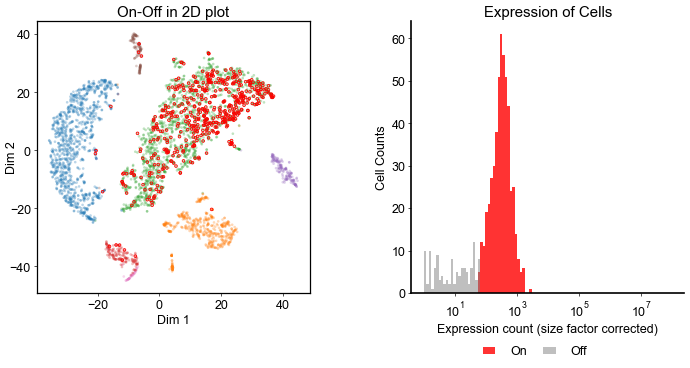 On-Off in 2D plot
Dim 2
40
20
0
−20
−40
−20
0
20
40
Dim 1
Expression of Cells
Cell Counts
60
50
40
30
20
10
0
10^1
10^3
10^5
10^7
Expression count (size factor corrected)
On Off